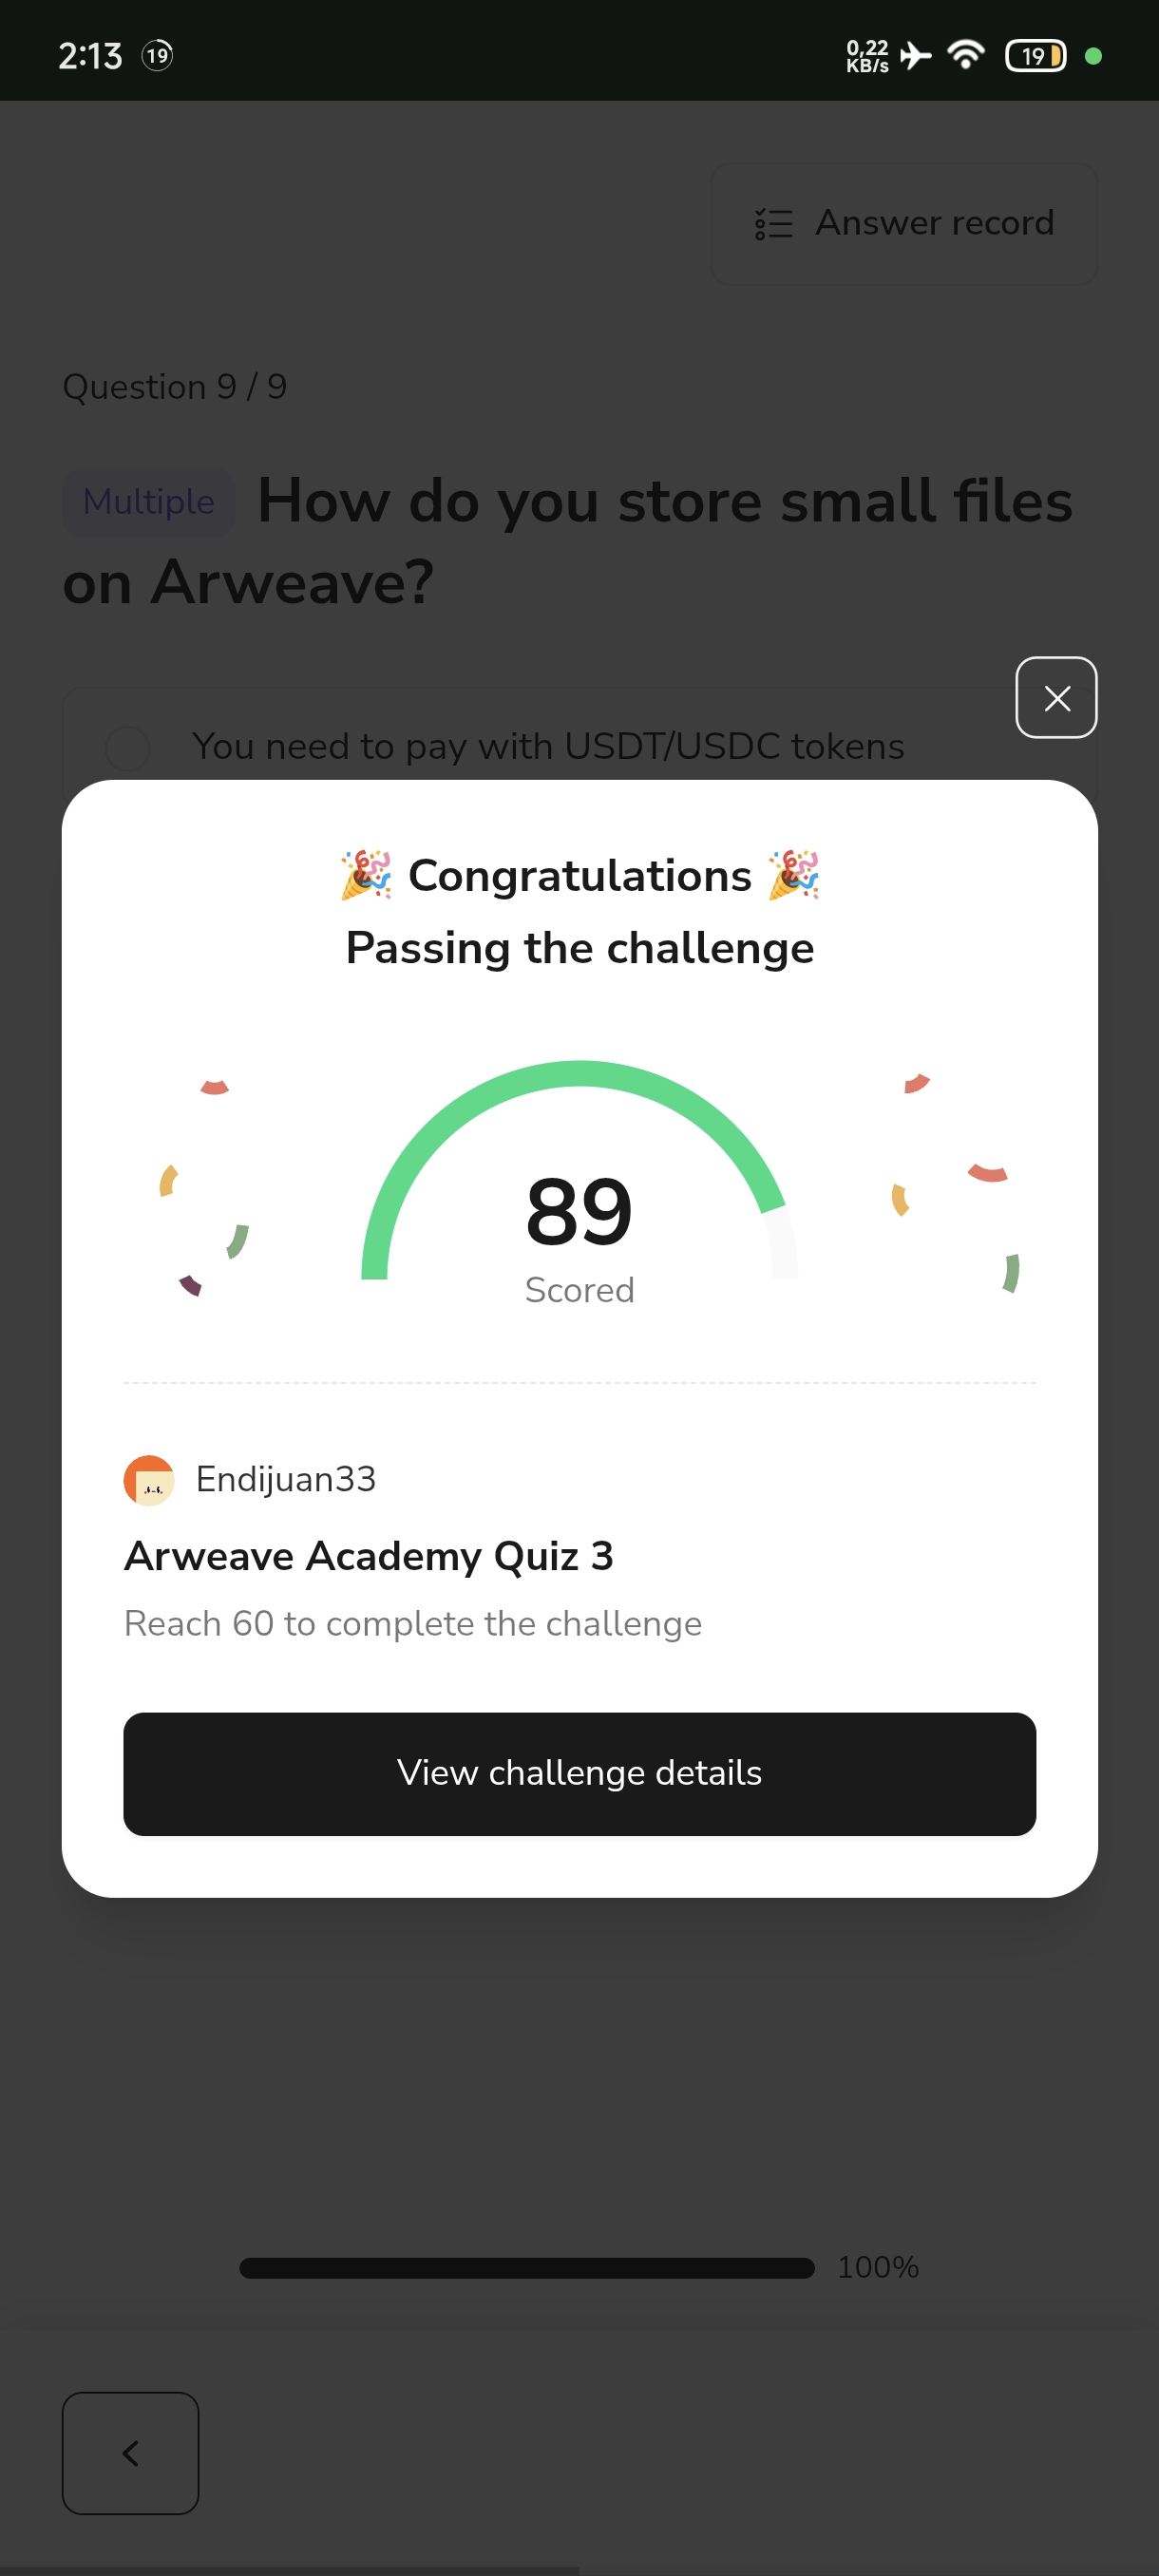 2:13 19 0,22 KB/s 19
Answer record
Question 9 / 9
Multiple How do you store small files
on Arweave?
You need to pay with USDT/USDC tokens
🎉 Congratulations 🎉
Passing the challenge
89
Scored
Endijuan33
Arweave Academy Quiz 3
Reach 60 to complete the challenge
View challenge details
100%